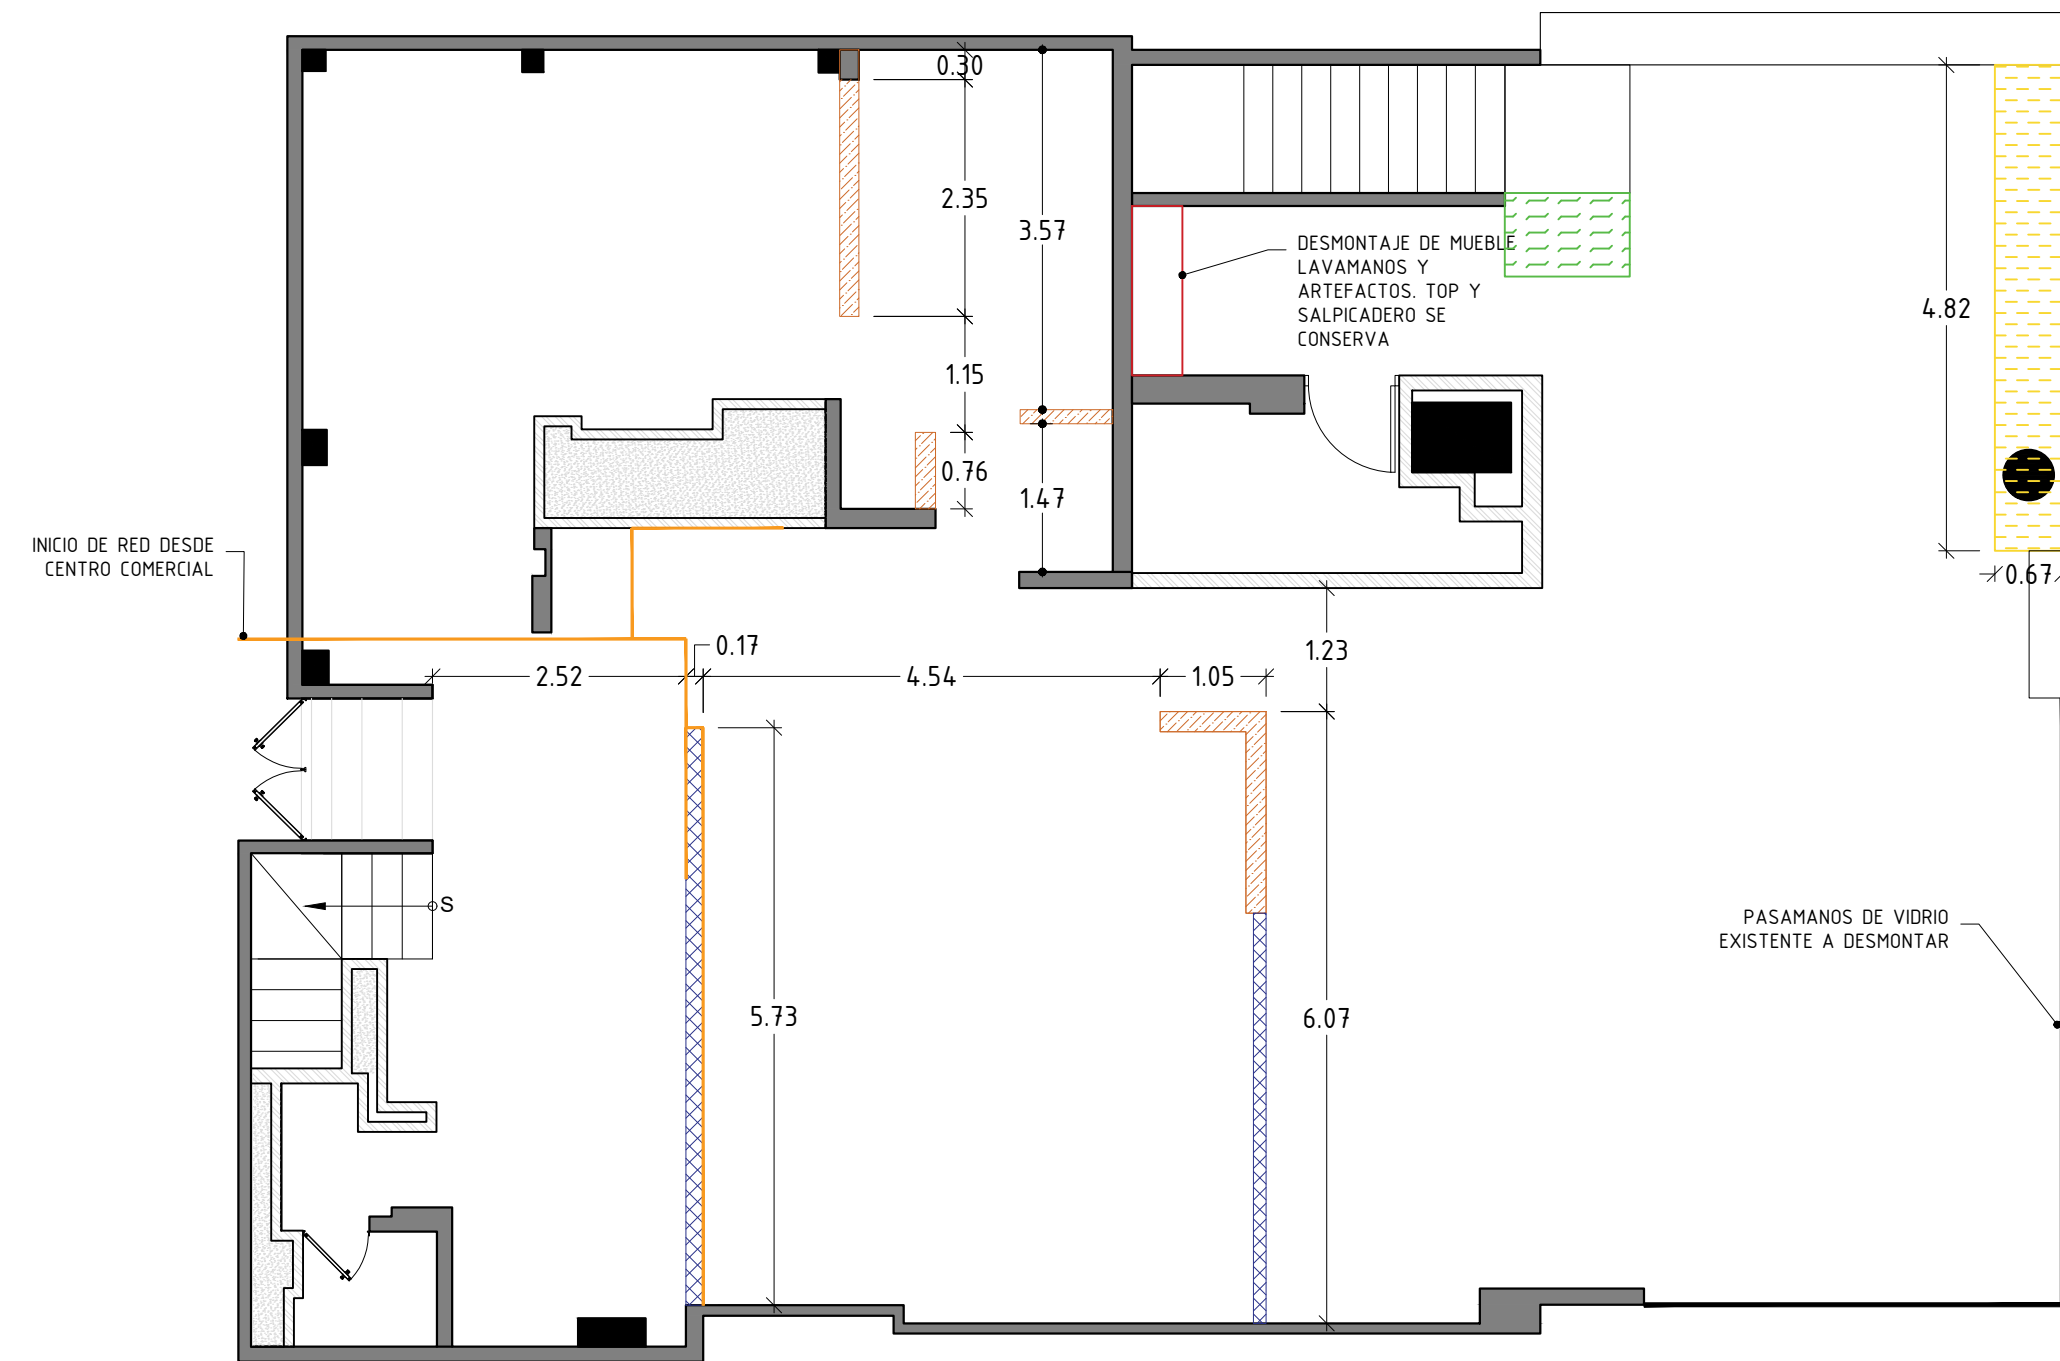 0.30
2.35
3.57
DESMONTAJE DE MUEBLE
LAVAMANOS Y
ARTEFACTOS. TOP Y
SALPICADERO SE
CONSERVA
4.82
1.15
0.76
1.47
INICIO DE RED DESDE
CENTRO COMERCIAL
0.67
0.17
1.23
2.52
4.54
1.05
S
PASAMANOS DE VIDRIO
EXISTENTE A DESMONTAR
5.73
6.07